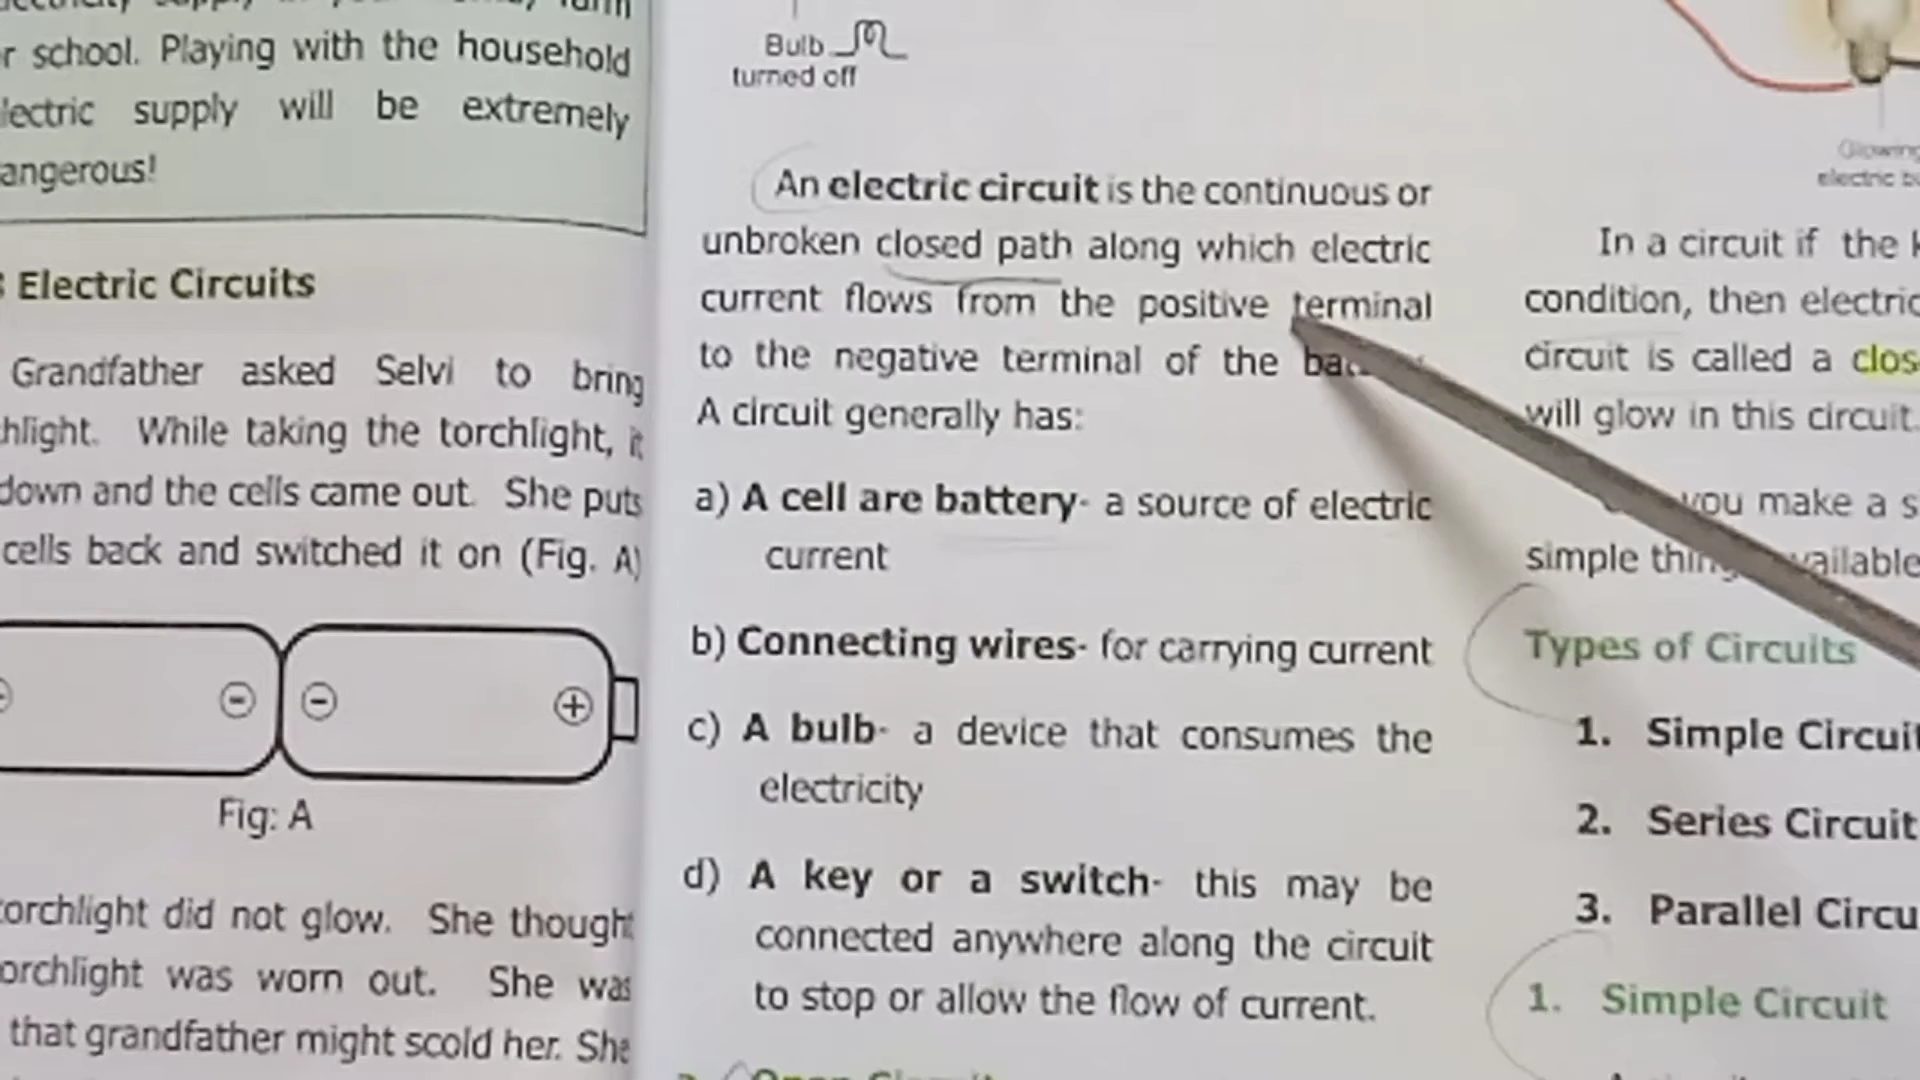 r school. Playing with the household
lectric supply will be extremely
angerous!
Electric Circuits
Grandfather asked Selvi to bring
hlight. While taking the torchlight, it
down and the cells came out. She puts
cells back and switched it on (Fig. A)
Fig: A
torchlight did not glow. She thought
torchlight was worn out. She was
that grandfather might scold her. She
Bulb
turned off
An electric circuit is the continuous or
unbroken closed path along which electric
current flows from the positive terminal
to the negative terminal of the
A circuit generally has:
a) A cell are battery- a source of electric
current
b) Connecting wires- for carrying current
c) A bulb- a device that consumes the
electricity
d) A key or a switch- this may be
connected anywhere along the circuit
to stop or allow the flow of current.
Open Circuit
Glowing
electric
In a circuit if the
condition, then
circuit is called a
will glow in this circuit.
you make a
simple
Types of Circuits
1. Simple Circuit
2. Series Circuit
3. Parallel
1. Simple Circuit